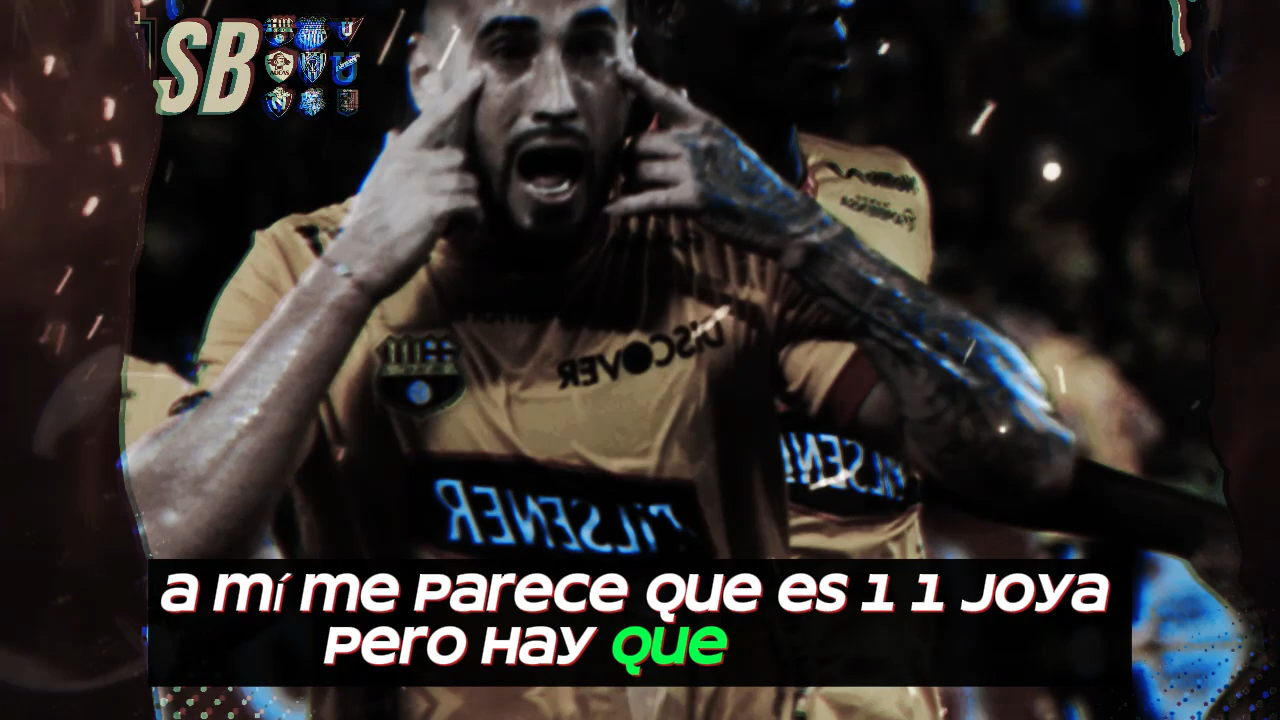 SB
DISCOVER
PILSENER
PILSENER
a mí me parece que es 1 1 joya
pero hay que